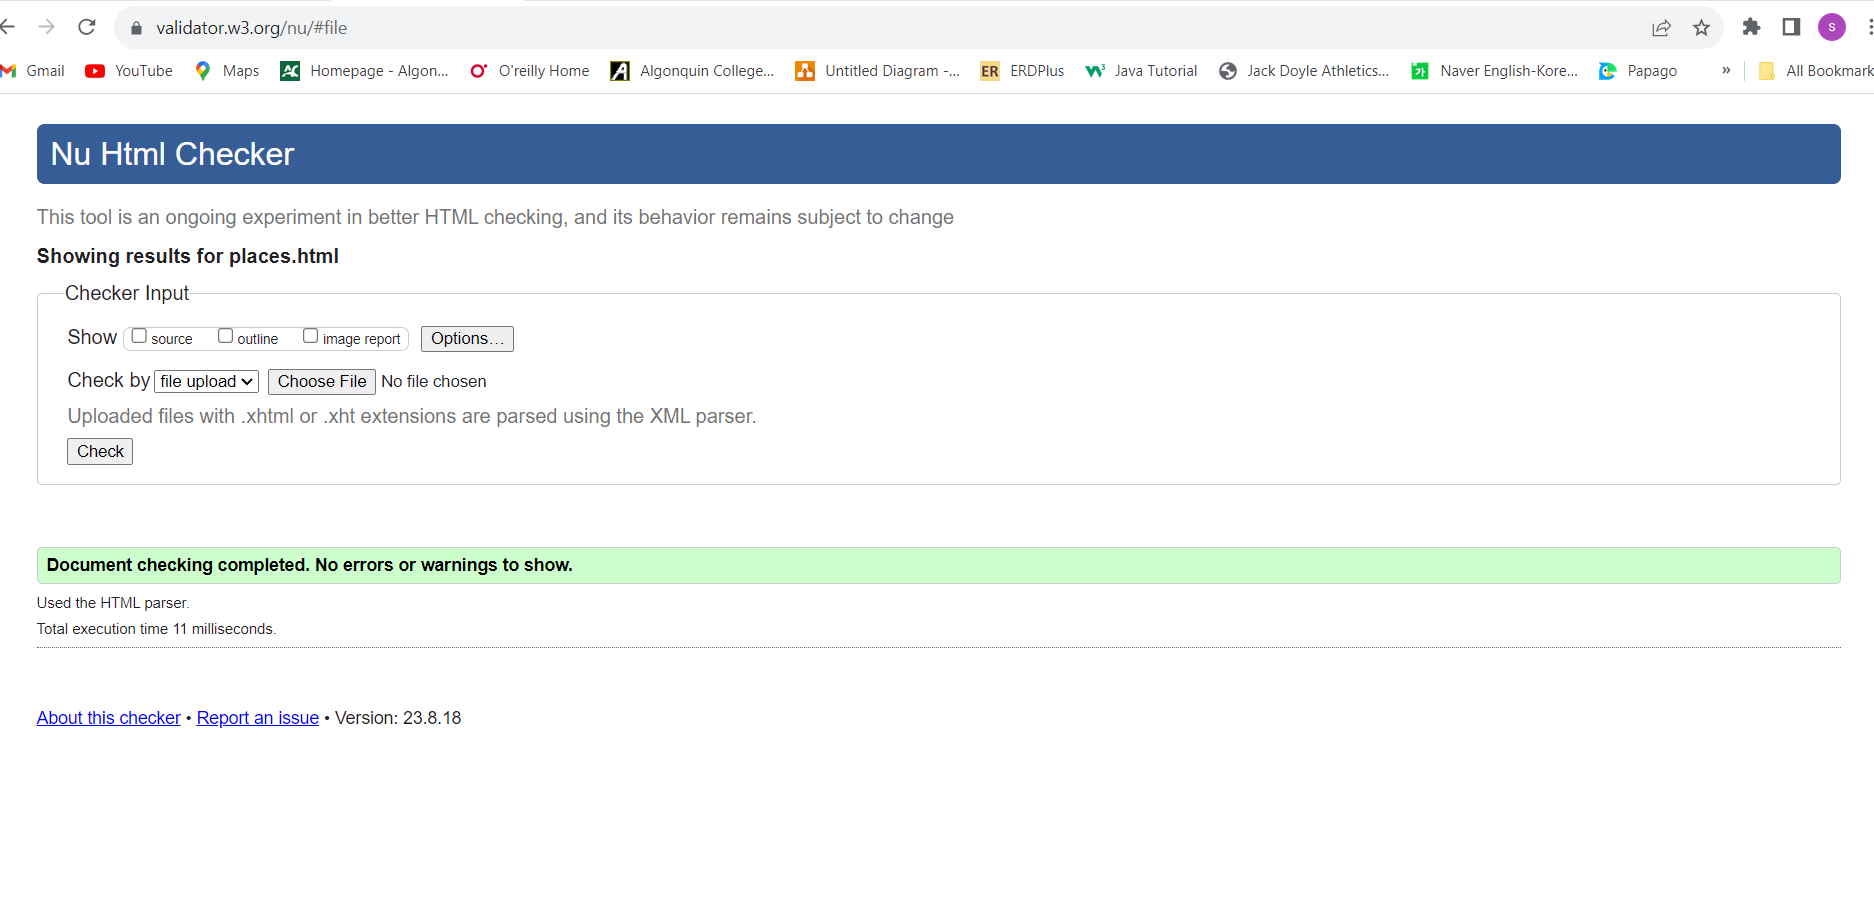 validator.w3.org/nu/#file
S
Gmail YouTube Maps AC Homepage - Algon... O'reilly Home A Algonquin College... Untitled Diagram -... ER ERDPlus W3 Java Tutorial Jack Doyle Athletics... 가 Naver English-Kore... Papago » All Bookmark
Nu Html Checker
This tool is an ongoing experiment in better HTML checking, and its behavior remains subject to change
Showing results for places.html
Checker Input
Show source outline image report Options...
Check by file upload Choose File No file chosen
Uploaded files with .xhtml or .xht extensions are parsed using the XML parser.
Check
Document checking completed. No errors or warnings to show.
Used the HTML parser.
Total execution time 11 milliseconds.
About this checker • Report an issue • Version: 23.8.18